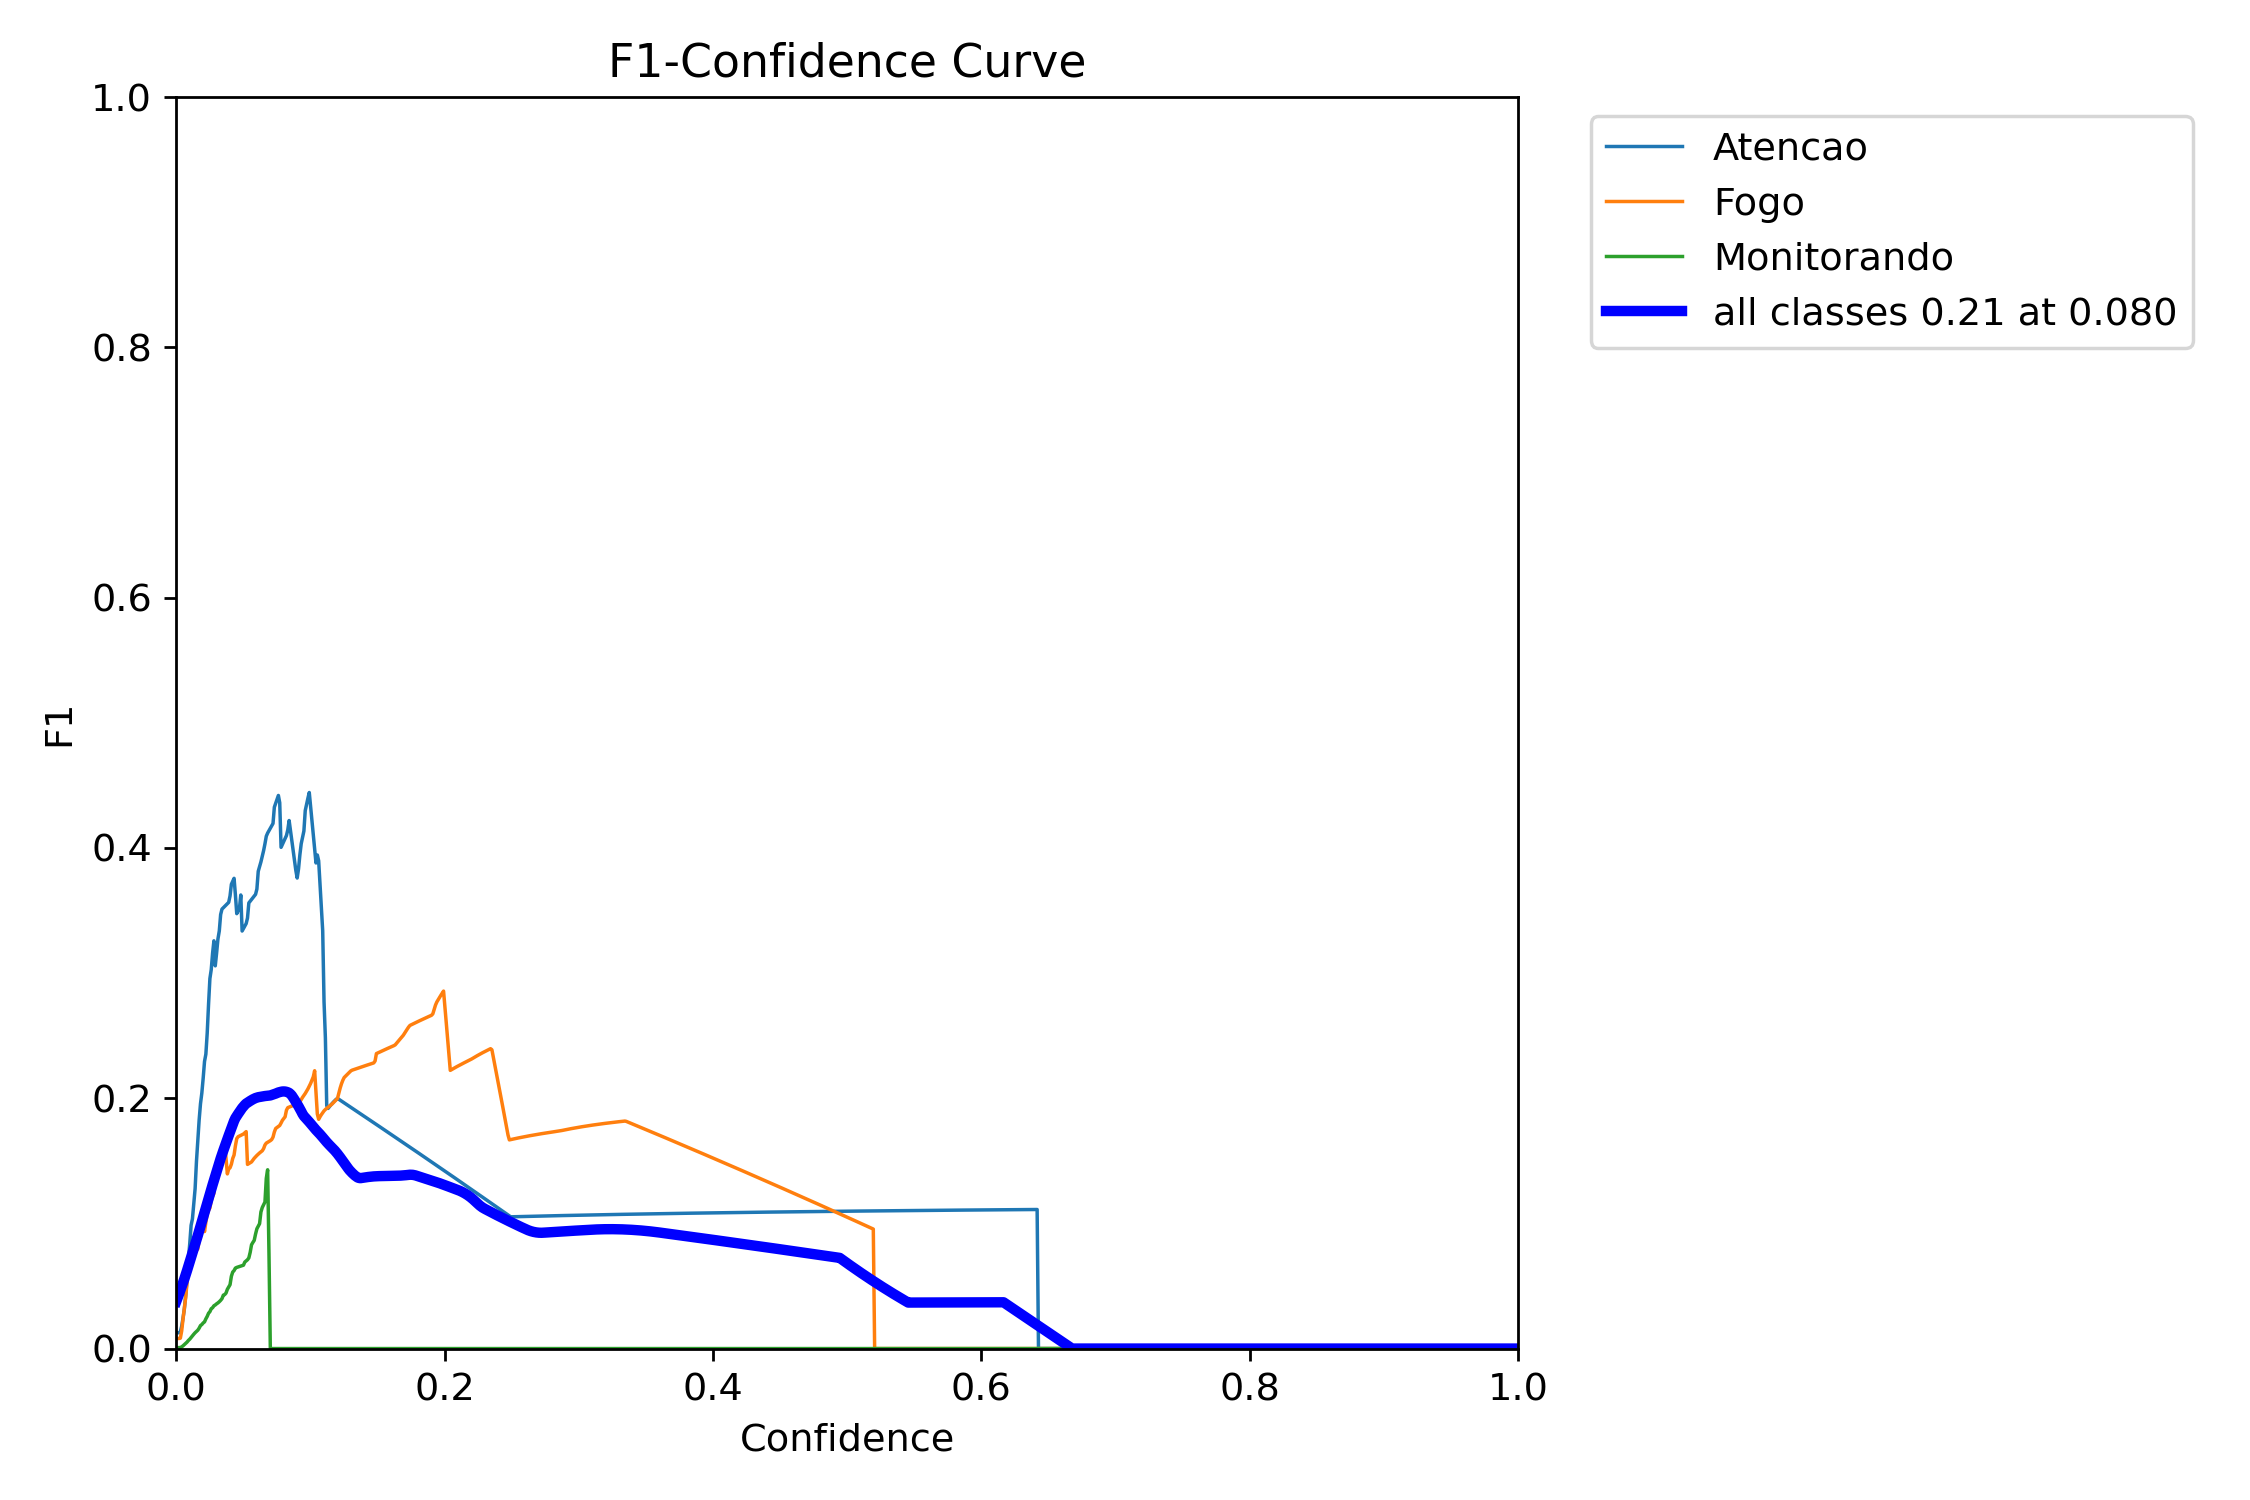 F1-Confidence Curve
1.0
0.8
0.6
0.4
0.2
0.0
F1
0.0 0.2 0.4 0.6 0.8 1.0
Confidence
Atencao
Fogo
Monitorando
all classes 0.21 at 0.080